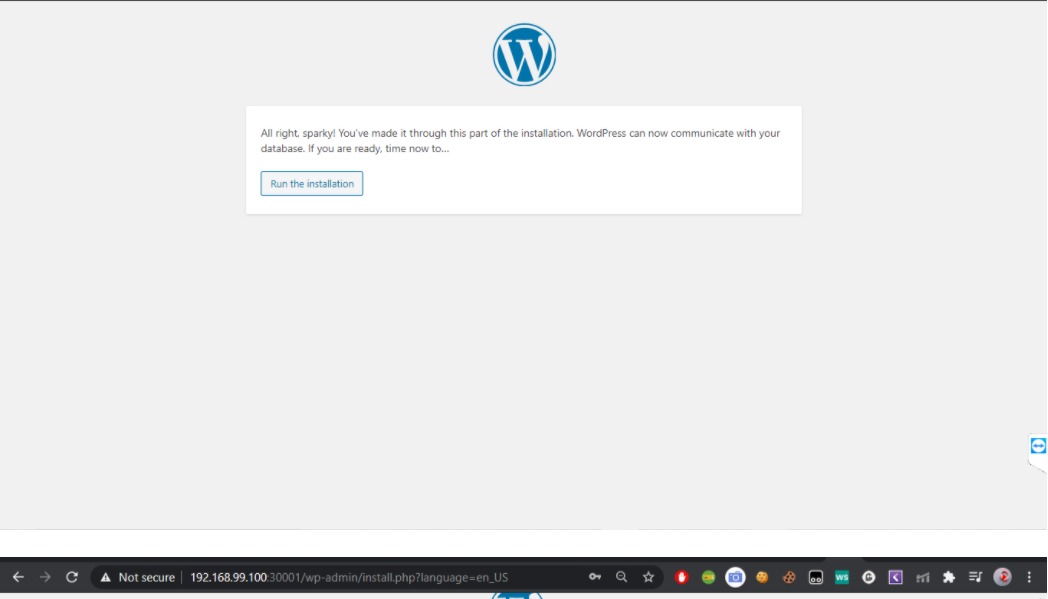 All right, sparky! You've made it through this part of the installation. WordPress can now communicate with your
database. If you are ready, time now to...
Run the installation
Not secure | 192.168.99.100:30001/wp-admin/install.php?language=en_US
WS